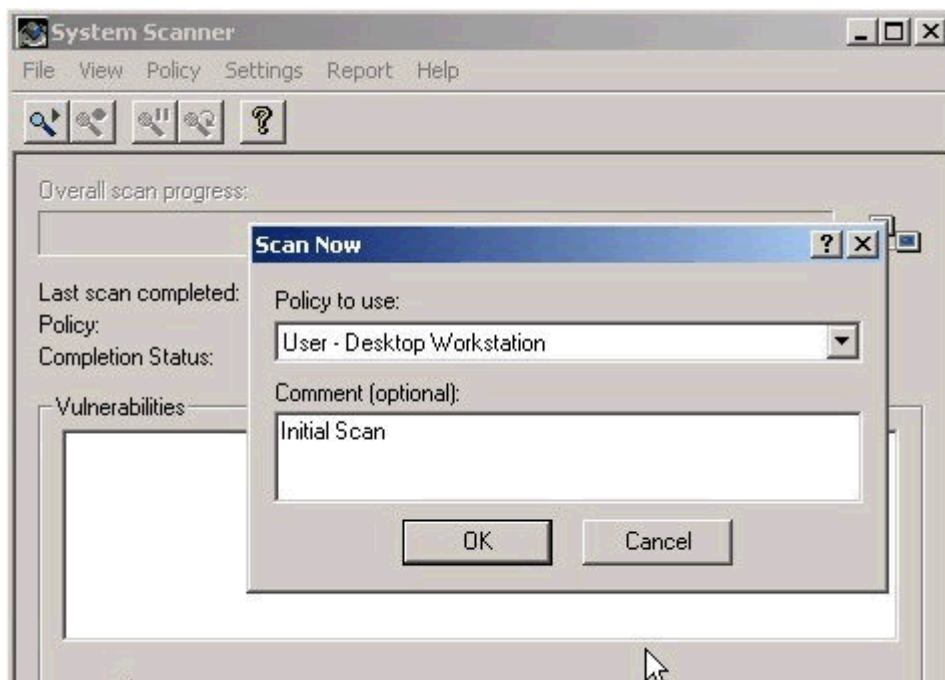 System Scanner
File View Policy Settings Report Help
Overall scan progress:
Scan Now
Last scan completed:
Policy to use:
Policy:
User - Desktop Workstation
Completion Status:
Comment (optional):
Vulnerabilities
Initial Scan
OK Cancel